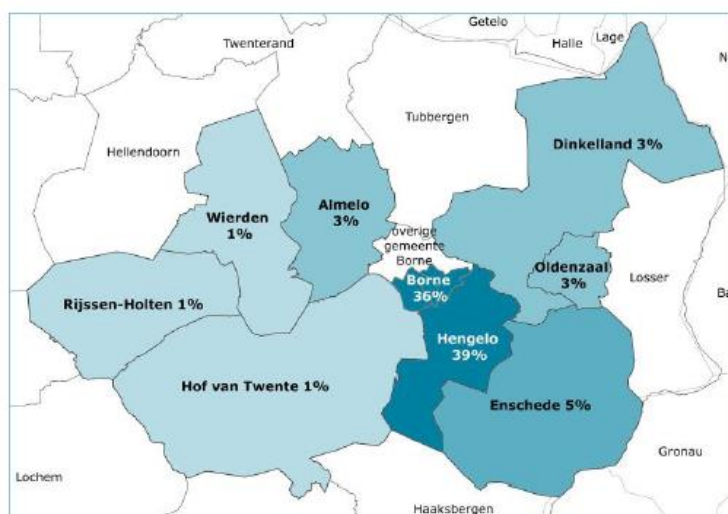 Getelo
Twenterand
Halle
Lage
Tubbergen
Hellendoorn
Dinkelland 3%
Almelo
3%
Wierden
1%
overige
gemeente
Borne
Oldenzaal
3%
Losser
Borne
36%
Rijssen-Holten 1%
Hengelo
39%
Hof van Twente 1%
Enschede 5%
Gronau
Lochem
Haaksbergen